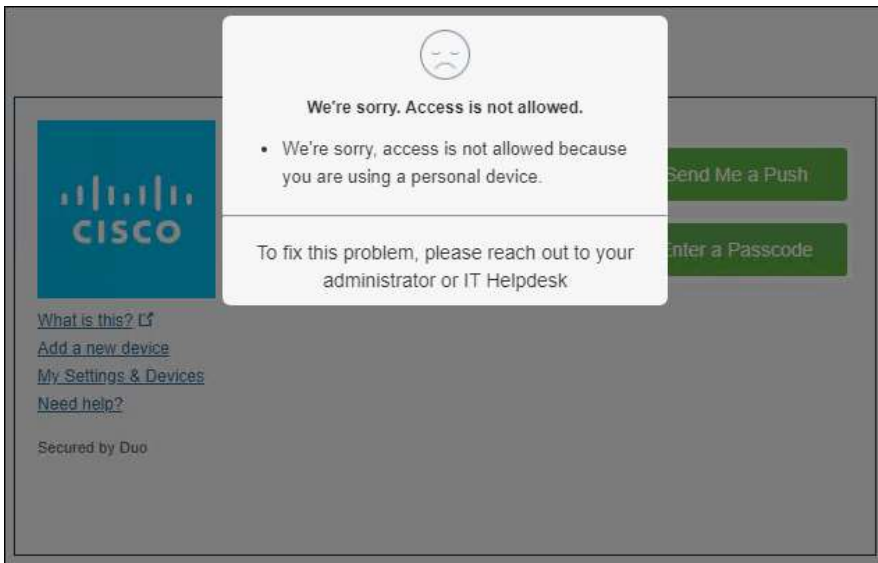 We're sorry. Access is not allowed.
• We're sorry, access is not allowed because
you are using a personal device.
To fix this problem, please reach out to your
administrator or IT Helpdesk
CISCO
Send Me a Push
Enter a Passcode
What is this?
Add a new device
My Settings & Devices
Need help?
Secured by Duo